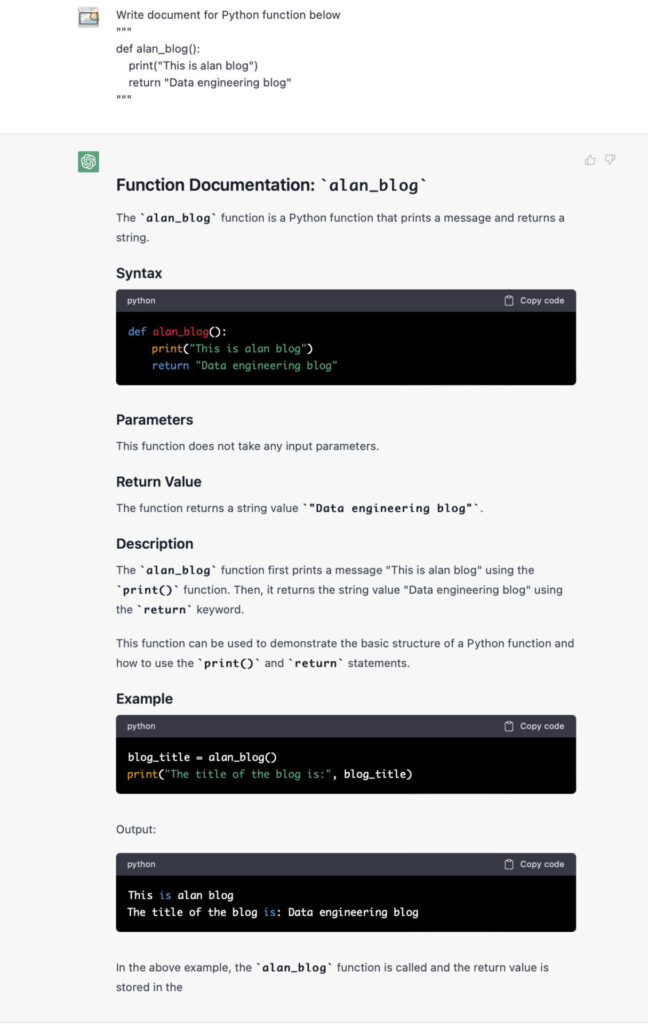 Write document for Python function below
"""
def alan_blog():
    print("This is alan blog")
    return "Data engineering blog"
"""
Function Documentation: `alan_blog`
The `alan_blog` function is a Python function that prints a message and returns a
string.
Syntax
python Copy code
def alan_blog():
    print("This is alan blog")
    return "Data engineering blog"
Parameters
This function does not take any input parameters.
Return Value
The function returns a string value `"Data engineering blog"`.
Description
The `alan_blog` function first prints a message "This is alan blog" using the
`print()` function. Then, it returns the string value "Data engineering blog" using
the `return` keyword.
This function can be used to demonstrate the basic structure of a Python function and
how to use the `print()` and `return` statements.
Example
python Copy code
blog_title = alan_blog()
print("The title of the blog is:", blog_title)
Output:
python Copy code
This is alan blog
The title of the blog is: Data engineering blog
In the above example, the `alan_blog` function is called and the return value is
stored in the